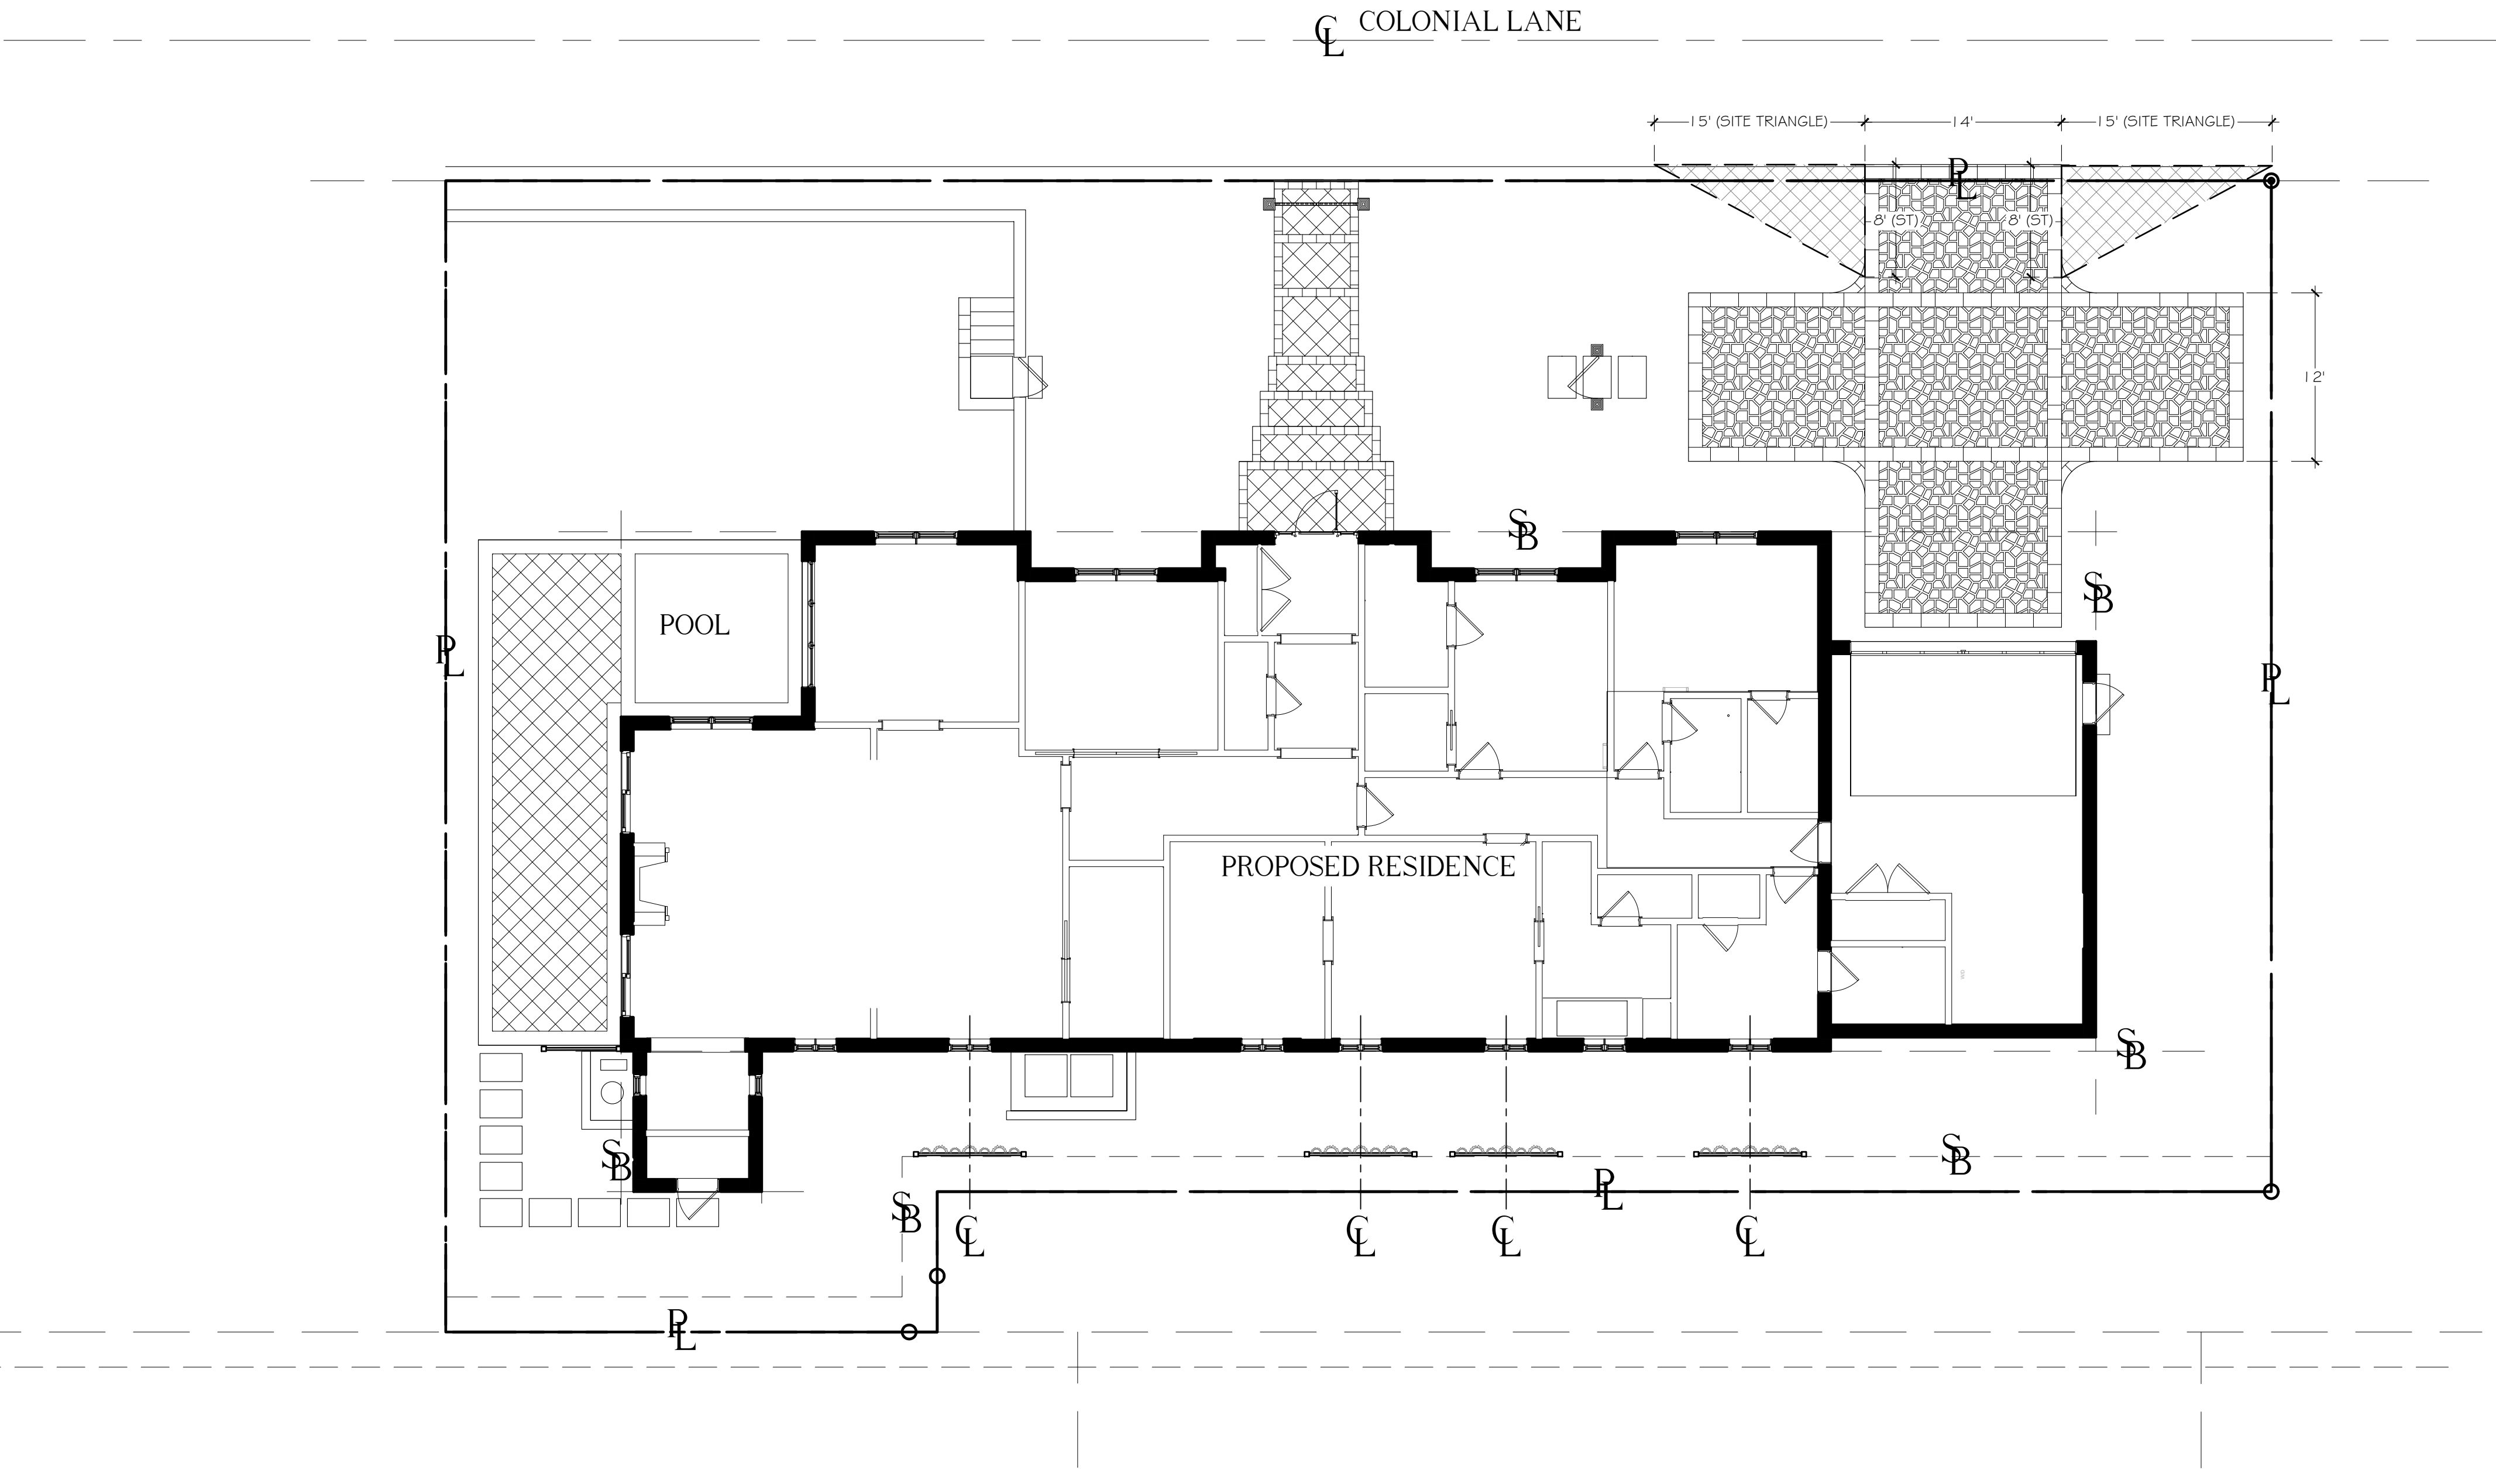 CL COLONIAL LANE
15' (SITE TRIANGLE) 14' 15' (SITE TRIANGLE)
PL
8' (ST) 8' (ST)
12'
SB
SB
POOL
PL
PL
PROPOSED RESIDENCE
SB
SB
SB
PL
SB
CL CL CL CL
PL